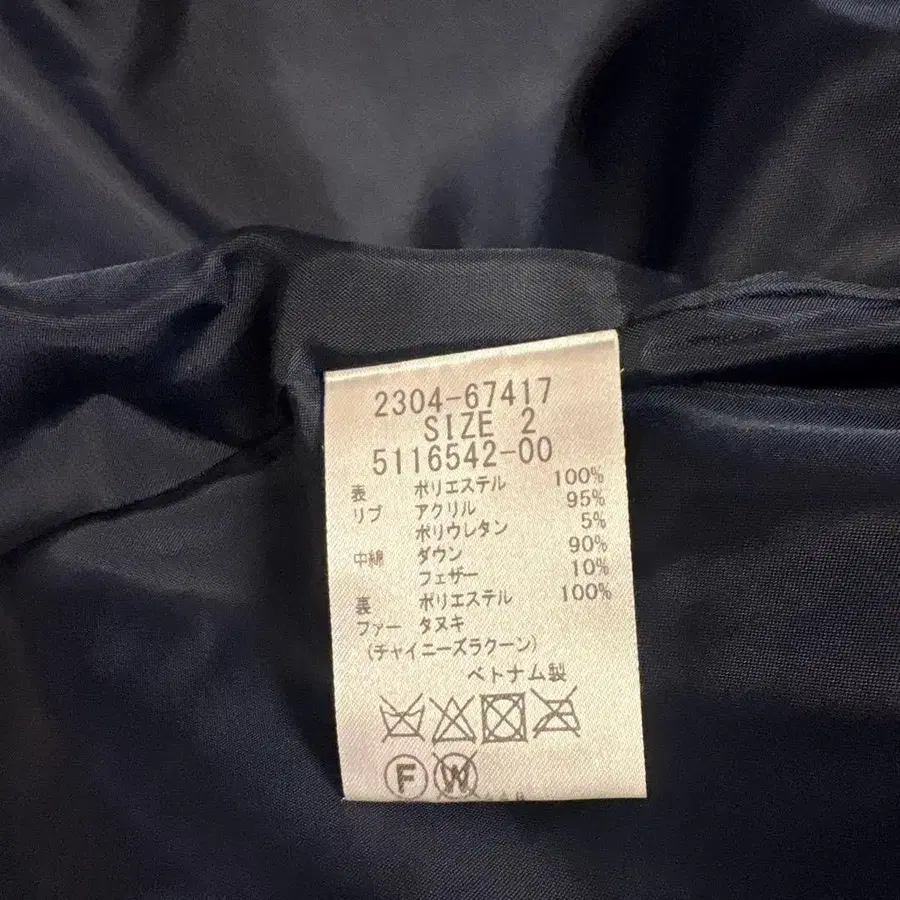 2304-67417
SIZE 2
5116542-00
表 ポリエステル 100%
リブ アクリル 95%
ポリウレタン 5%
中綿 ダウン 90%
フェザー 10%
裏 ポリエステル 100%
ファー タヌキ
(チャイニーズラクーン)
ベトナム製
F W